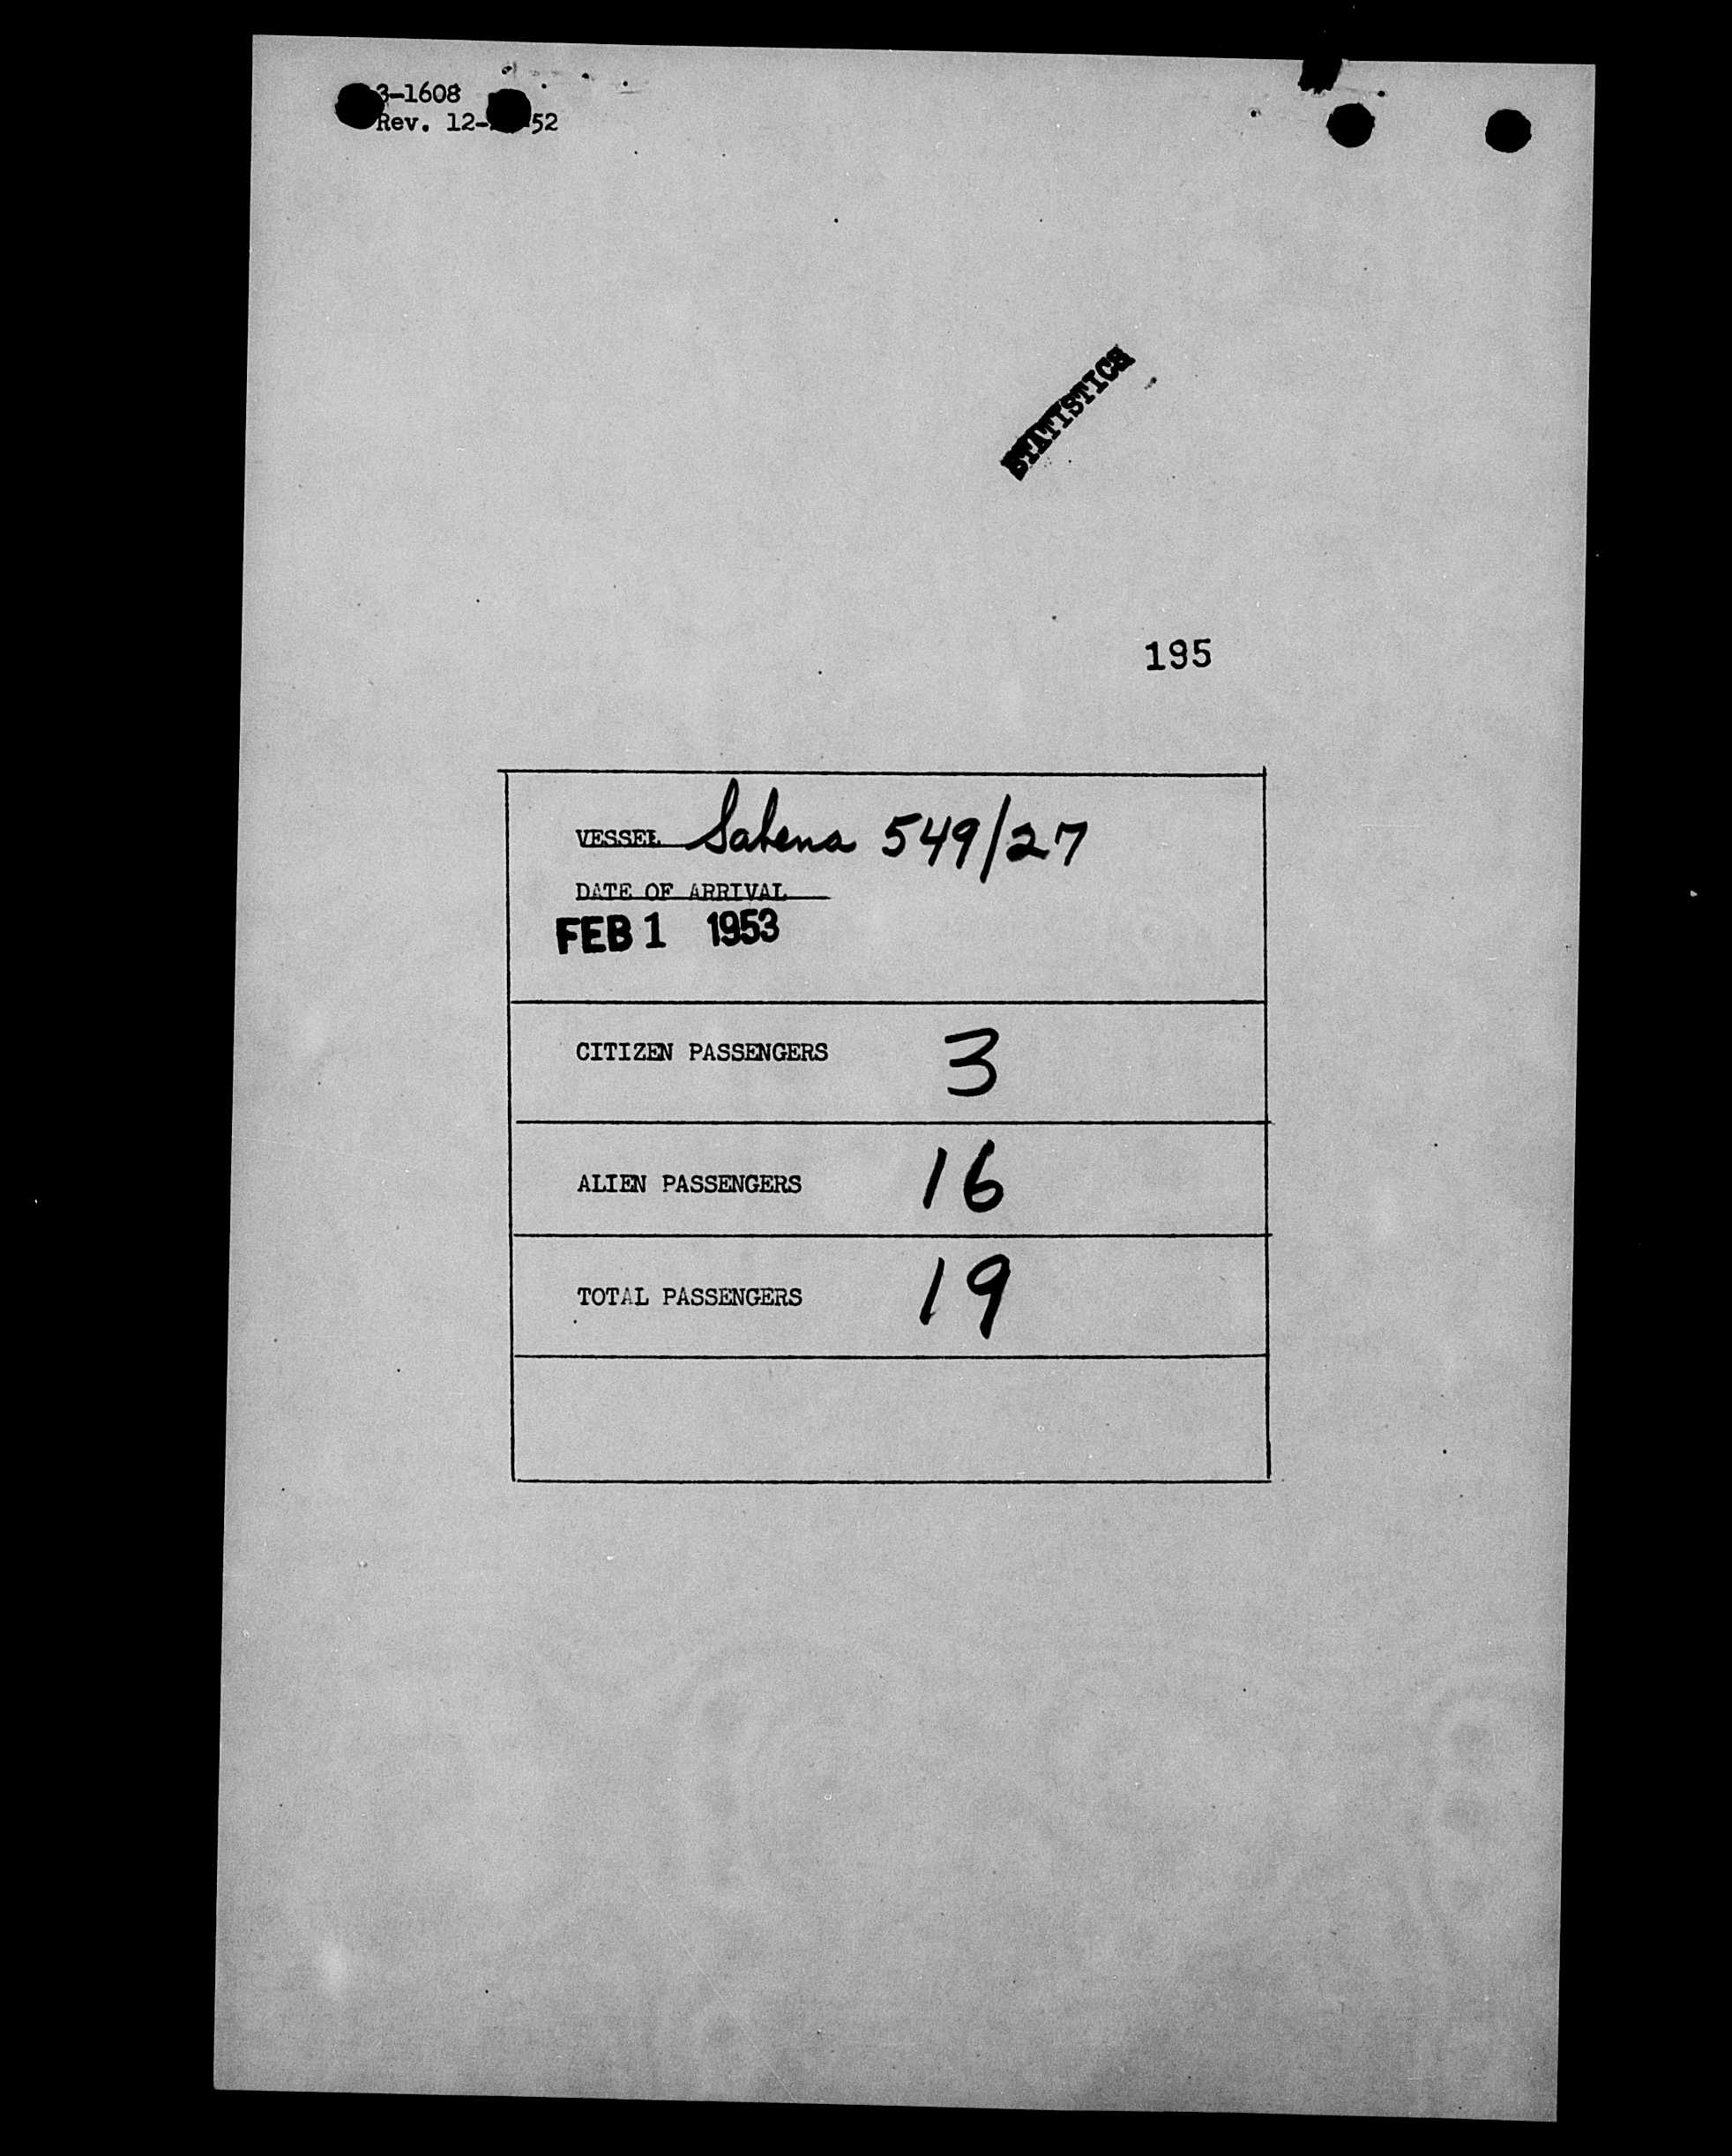 3-1608
Rev. 12- 52
STATISTICS
195
VESSEL Sabena 549/27
DATE OF ARRIVAL
FEB 1 1953
CITIZEN PASSENGERS 3
ALIEN PASSENGERS 16
TOTAL PASSENGERS 19